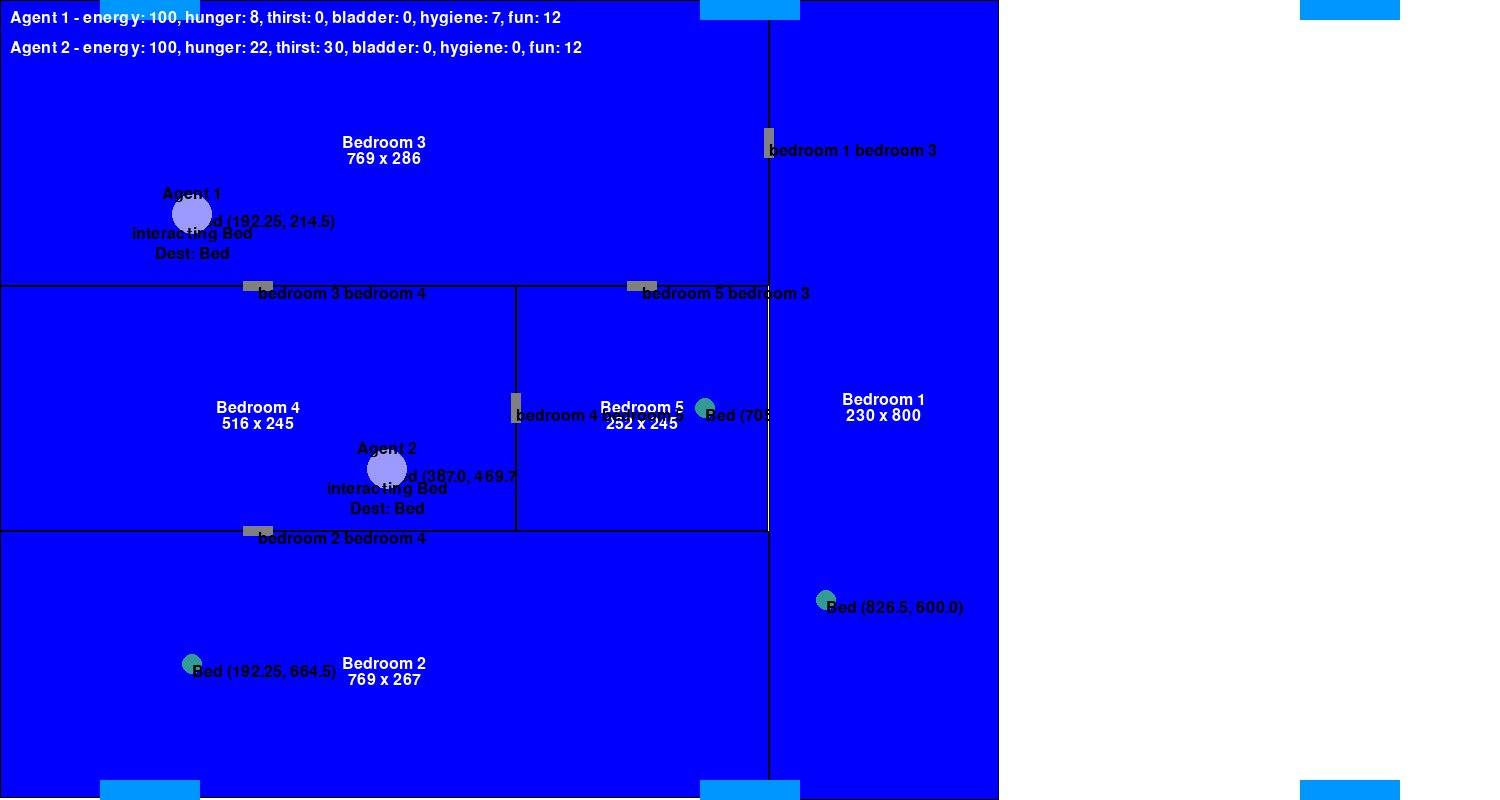 Agent 1 - energy: 100, hunger: 8, thirst: 0, bladder: 0, hygiene: 7, fun: 12
Agent 2 - energy: 100, hunger: 22, thirst: 30, bladder: 0, hygiene: 0, fun: 12
Bedroom 3
769 x 286
bedroom 1 bedroom 3
Agent 1
ed (192.25, 214.5)
interacting Bed
Dest: Bed
bedroom 3 bedroom 4
bedroom 5 bedroom 3
Bedroom 4
516 x 245
bedroom 4 bedroom 5
Bedroom 5
252 x 245
Bed (705
Bedroom 1
230 x 800
Agent 2
ed (387.0, 469.7
interacting Bed
Dest: Bed
bedroom 2 bedroom 4
Bed (826.5, 600.0)
Bed (192.25, 664.5)
Bedroom 2
769 x 267